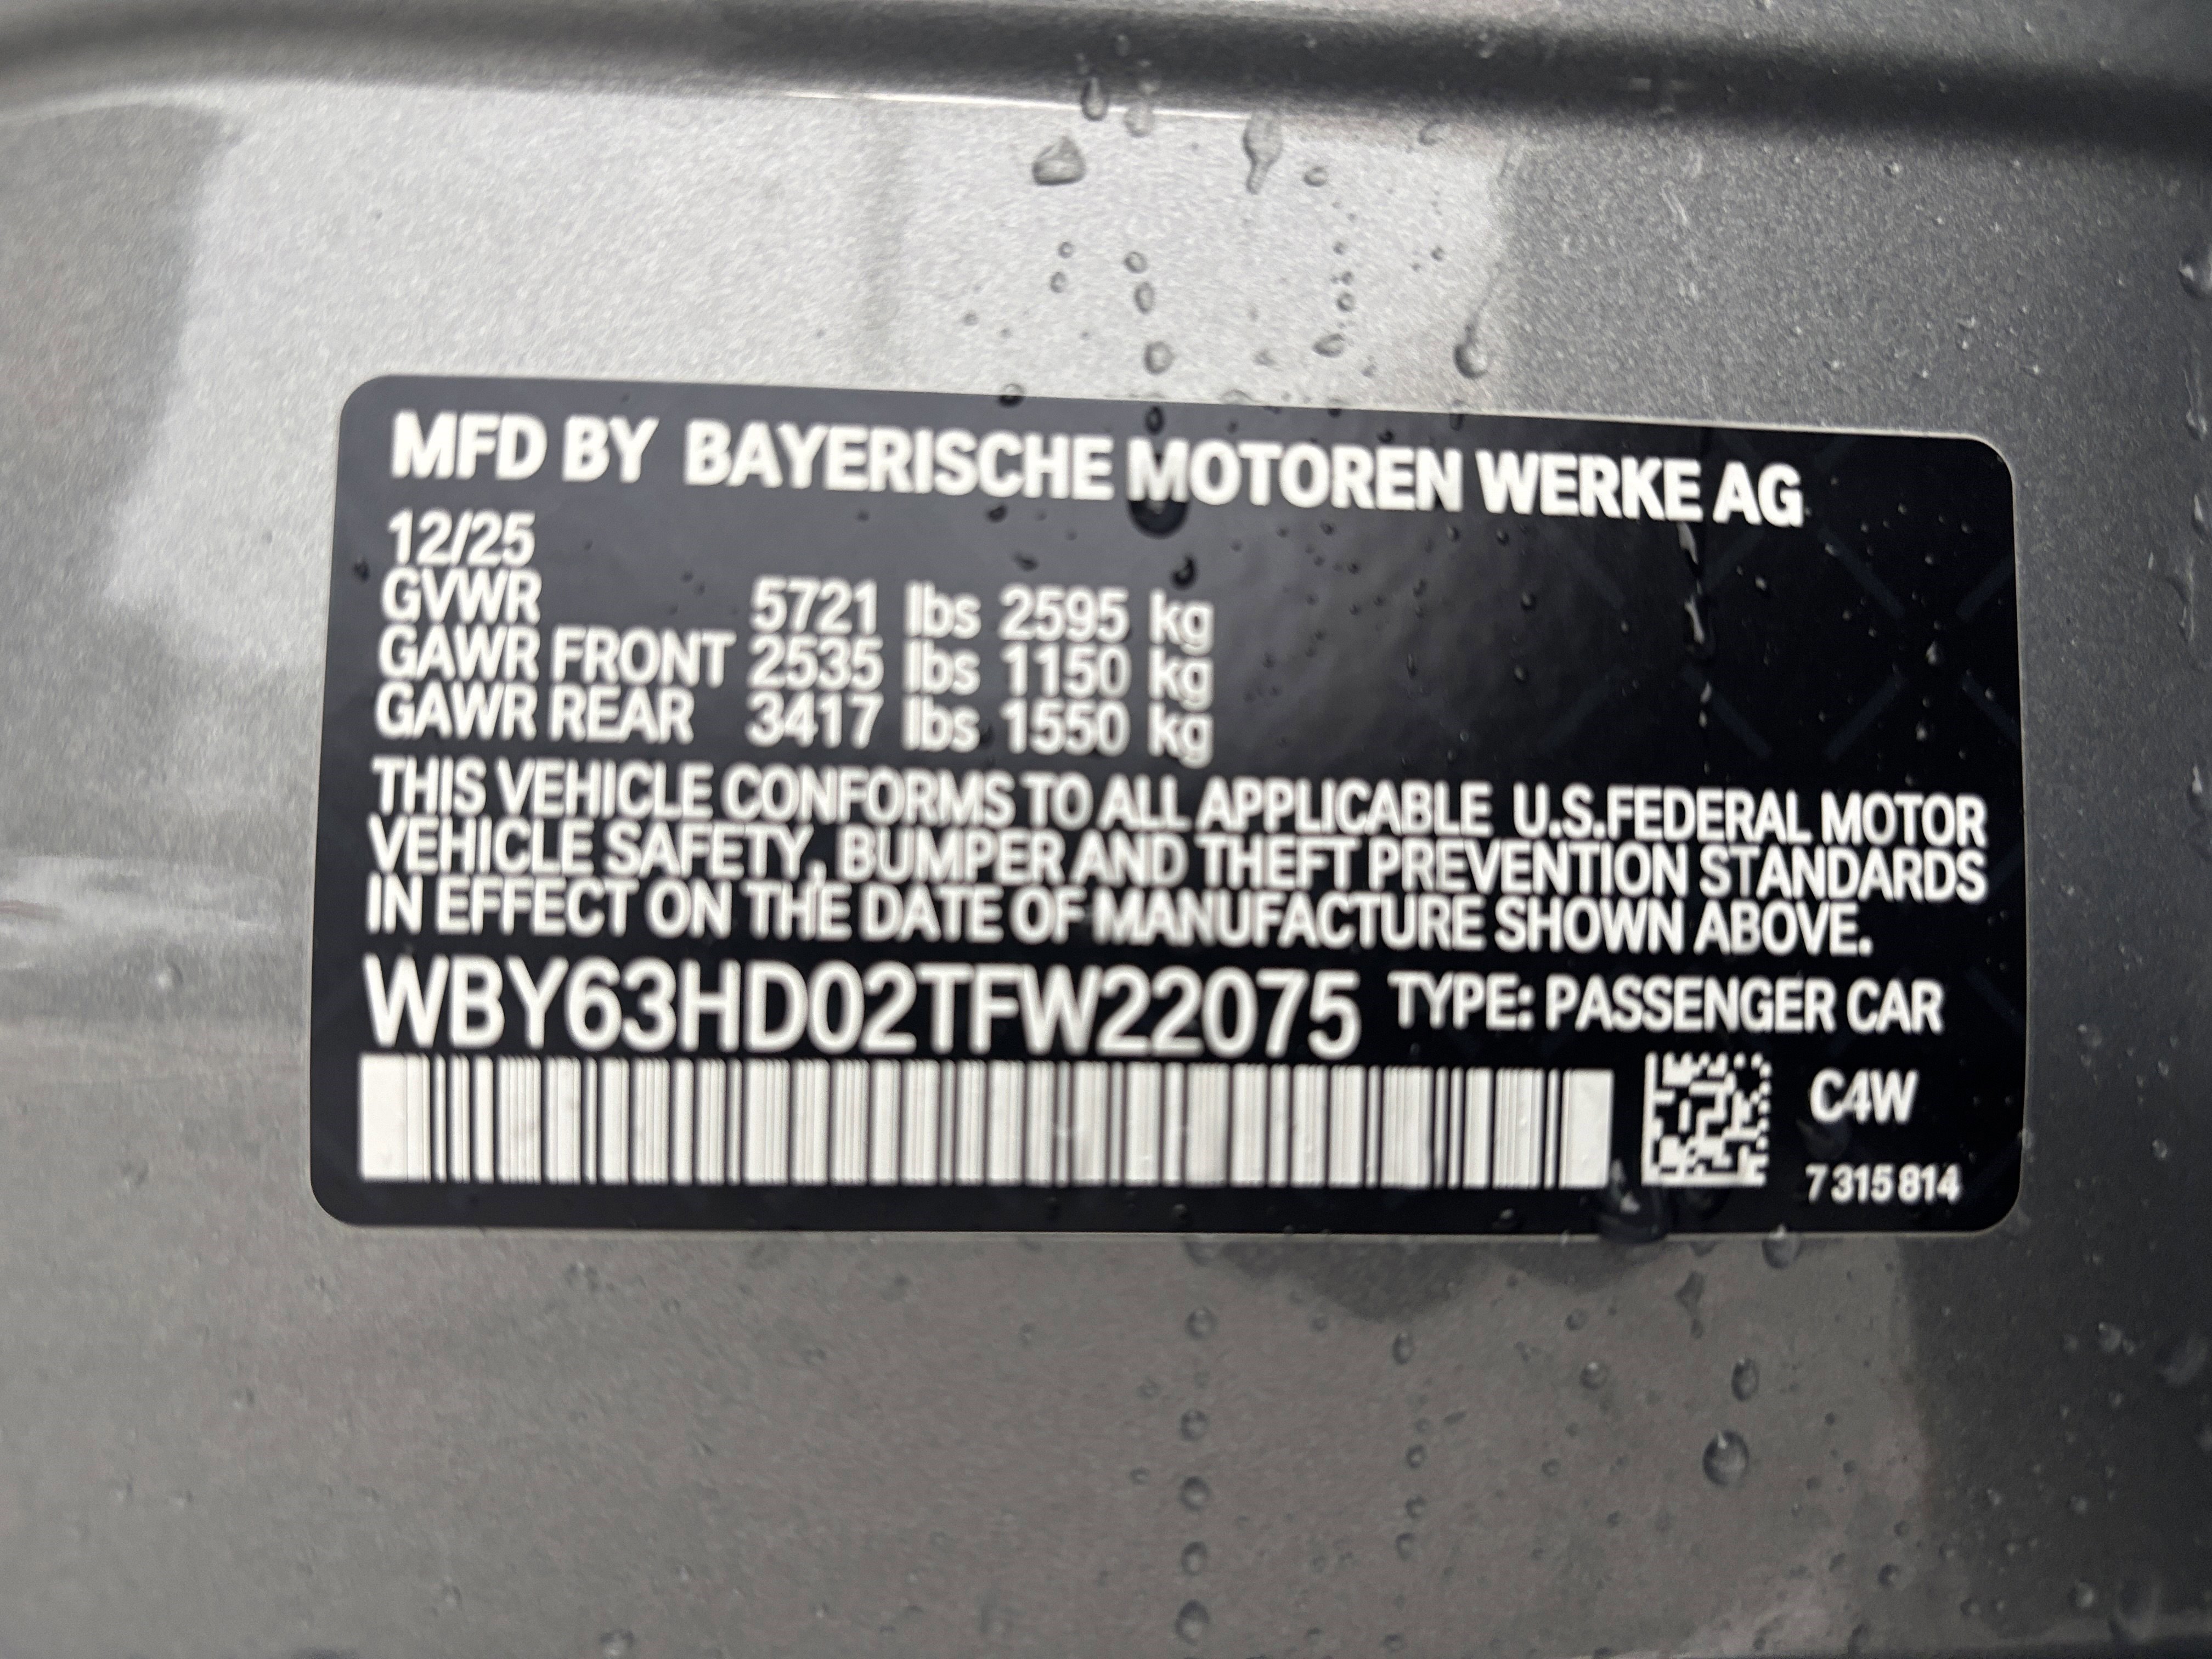 MFD BY BAYERISCHE MOTOREN WERKE AG
12/25
GVWR 5721 lbs 2595 kg
GAWR FRONT 2535 lbs 1150 kg
GAWR REAR 3417 lbs 1550 kg
THIS VEHICLE CONFORMS TO ALL APPLICABLE U.S.FEDERAL MOTOR
VEHICLE SAFETY, BUMPER AND THEFT PREVENTION STANDARDS
IN EFFECT ON THE DATE OF MANUFACTURE SHOWN ABOVE.
WBY63HD02TFW22075 TYPE: PASSENGER CAR
C4W
7 315 814